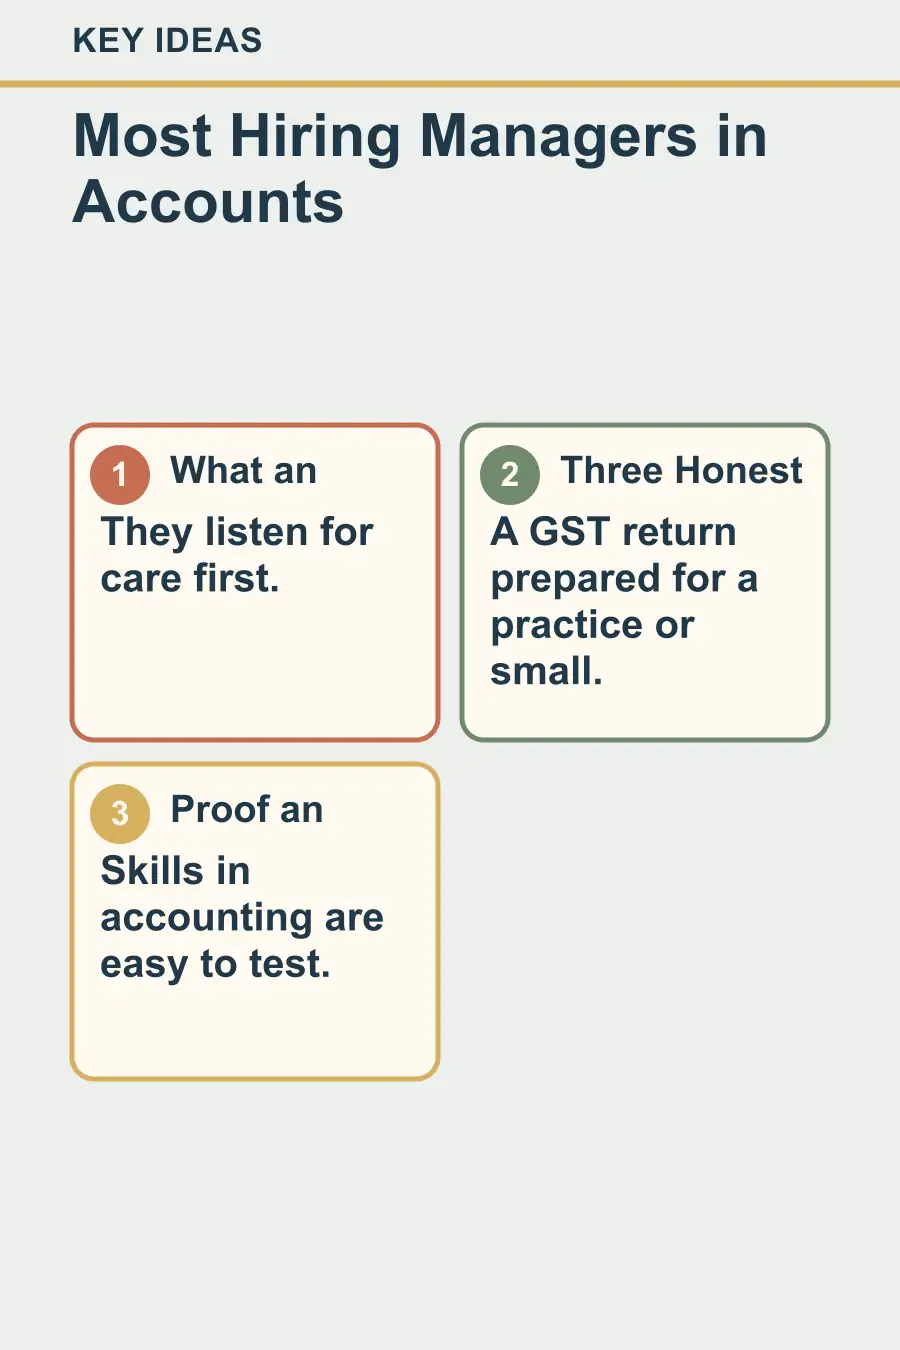 KEY IDEAS
Most Hiring Managers in
Accounts
1 What an
They listen for
care first.
2 Three Honest
A GST return
prepared for a
practice or
small.
3 Proof an
Skills in
accounting are
easy to test.